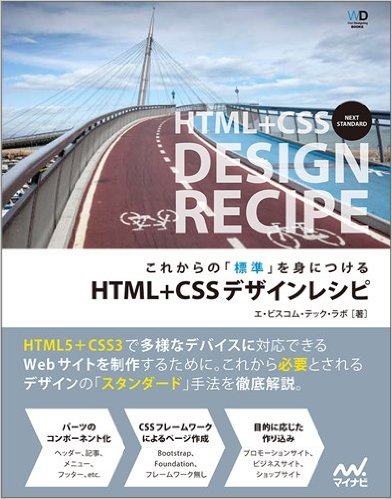 WD
Web Designing
BOOKS
HTML+CSS
NEXT
STANDARD
DESIGN
RECIPE
これからの「標準」を身につける
HTML+CSSデザインレシピ
エ・ビスコム・テック・ラボ［著］
HTML5＋CSS3で多様なデバイスに対応できる
Webサイトを制作するために。これから必要とされる
デザインの「スタンダード」手法を徹底解説。
パーツの
コンポーネント化
ヘッダー、記事、
メニュー、
フッター、etc.
CSSフレームワーク
によるページ作成
Bootstrap、
Foundation、
フレームワーク無し
目的に応じた
作り込み
プロモーションサイト、
ビジネスサイト、
ショップサイト
マイナビ